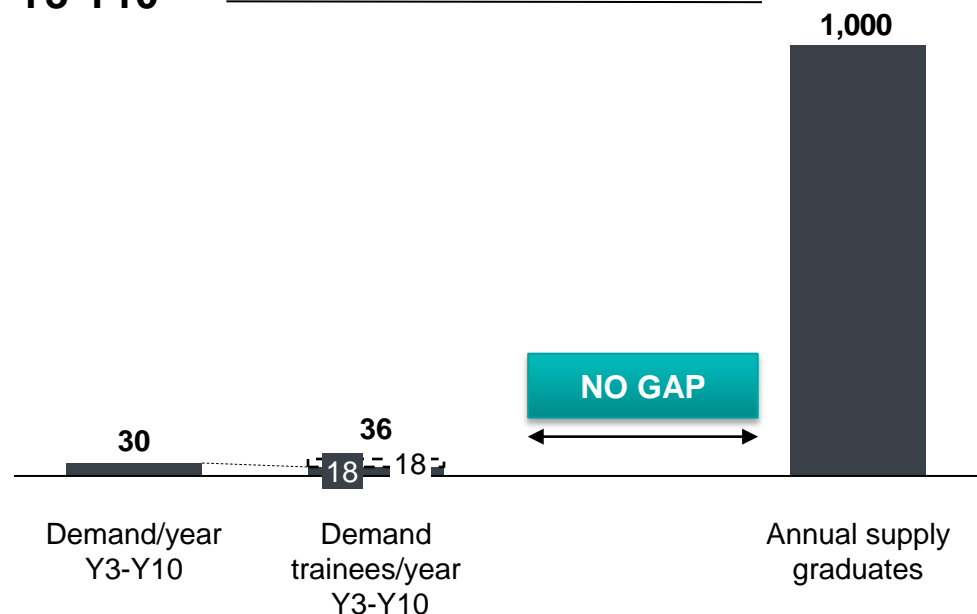 1,000
NO GAP
30
36
18
18
Demand/year
Y3-Y10
Demand
trainees/year
Y3-Y10
Annual supply
graduates